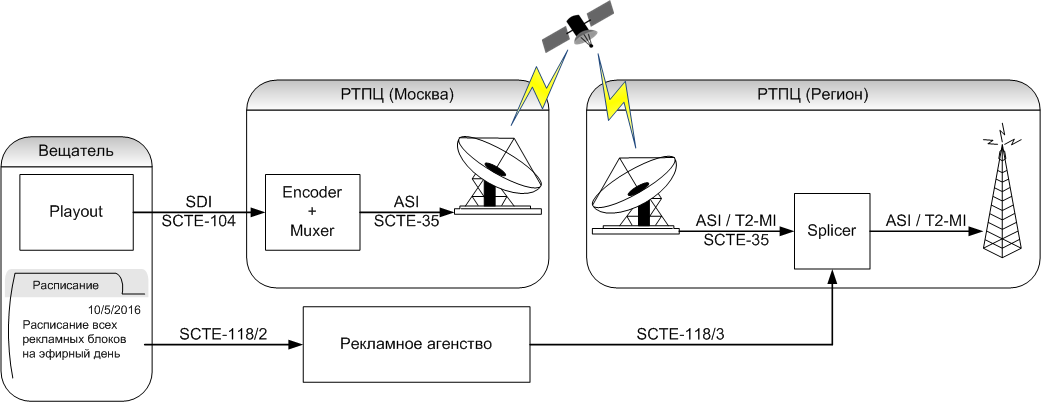 РТПЦ (Москва)
РТПЦ (Регион)
Вещатель
Playout
SDI
SCTE-104
Encoder
+
Muxer
ASI
SCTE-35
ASI / T2-MI
SCTE-35
Splicer
ASI / T2-MI
Расписание
10/5/2016
Расписание всех
рекламных блоков
на эфирный день
SCTE-118/2
Рекламное агенство
SCTE-118/3